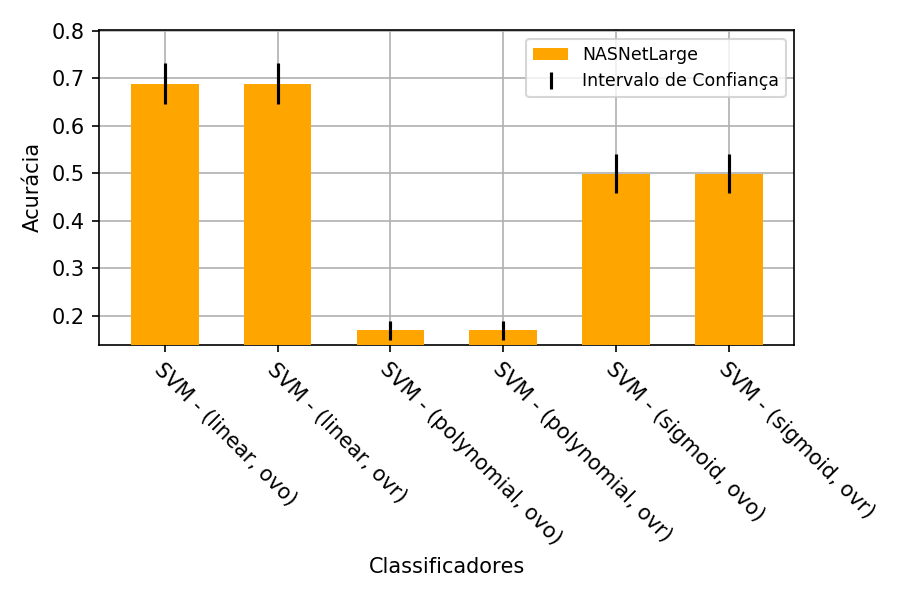 0.8
0.7
0.6
0.5
0.4
0.3
0.2
Acurácia
NASNetLarge
Intervalo de Confiança
SVM - (linear, ovo)
SVM - (linear, ovr)
SVM - (polynomial, ovo)
SVM - (polynomial, ovr)
SVM - (sigmoid, ovo)
SVM - (sigmoid, ovr)
Classificadores